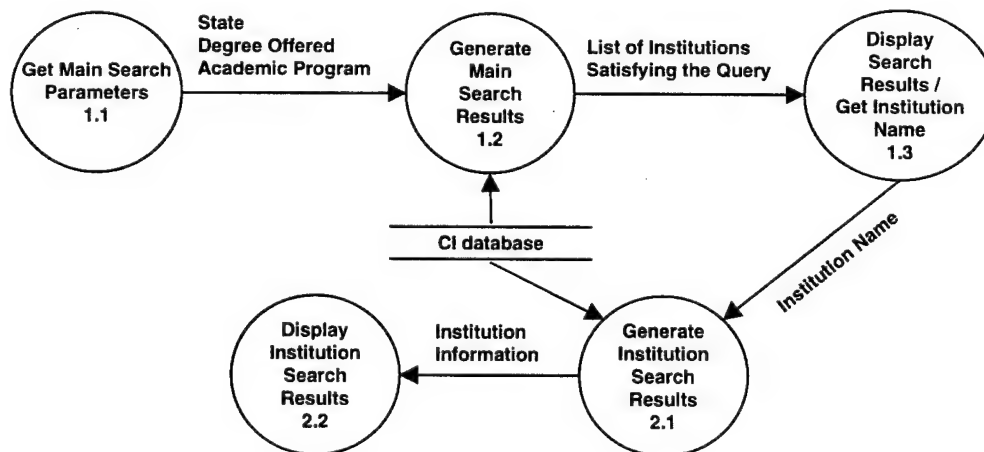 Get Main Search
Parameters
1.1
State
Degree Offered
Academic Program
Generate
Main
Search
Results
1.2
List of Institutions
Satisfying the Query
Display
Search
Results /
Get Institution
Name
1.3
CI database
Institution Name
Display
Institution
Search
Results
2.2
Institution
Information
Generate
Institution
Search
Results
2.1